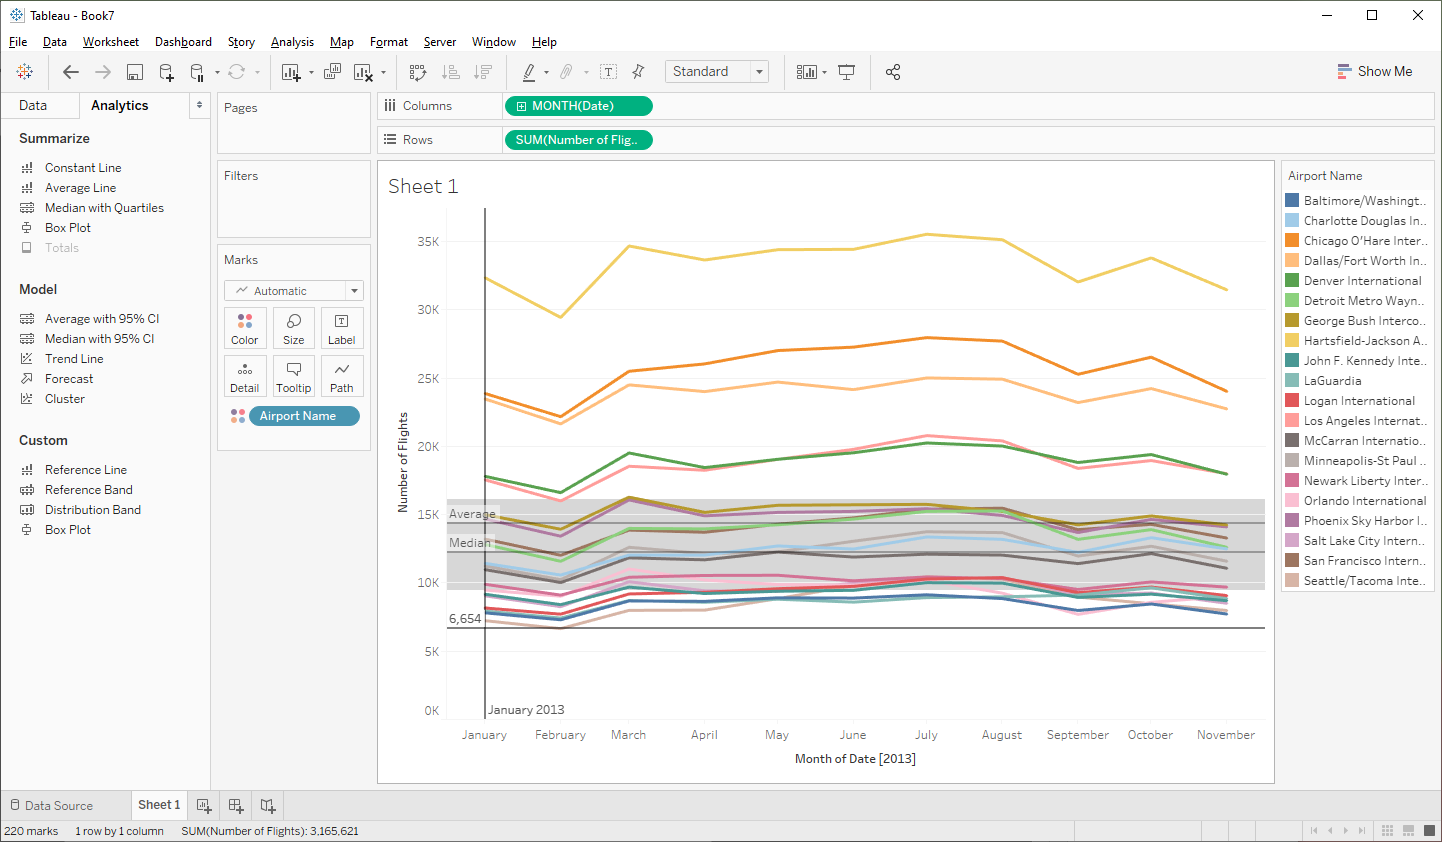 Tableau - Book7
File Data Worksheet Dashboard Story Analysis Map Format Server Window Help
Standard
Show Me
Data Analytics
Pages
Columns MONTH(Date)
Rows SUM(Number of Flig..
Summarize
Constant Line
Average Line
Median with Quartiles
Box Plot
Totals
Model
Average with 95% CI
Median with 95% CI
Trend Line
Forecast
Cluster
Custom
Reference Line
Reference Band
Distribution Band
Box Plot
Filters
Marks
Automatic
Color Size Label
Detail Tooltip Path
Airport Name
Sheet 1
Number of Flights
35K
30K
25K
20K
15K
10K
5K
0K
Average
Median
6,654
January 2013
January February March April May June July August September October November
Month of Date [2013]
Airport Name
Baltimore/Washingt..
Charlotte Douglas In..
Chicago O'Hare Inter..
Dallas/Fort Worth In..
Denver International
Detroit Metro Wayn..
George Bush Interco..
Hartsfield-Jackson A..
John F. Kennedy Inte..
LaGuardia
Logan International
Los Angeles Internat..
McCarran Internatio..
Minneapolis-St Paul ..
Newark Liberty Inter..
Orlando International
Phoenix Sky Harbor I..
Salt Lake City Intern..
San Francisco Intern..
Seattle/Tacoma Inte..
Data Source Sheet 1
220 marks 1 row by 1 column SUM(Number of Flights): 3,165,621